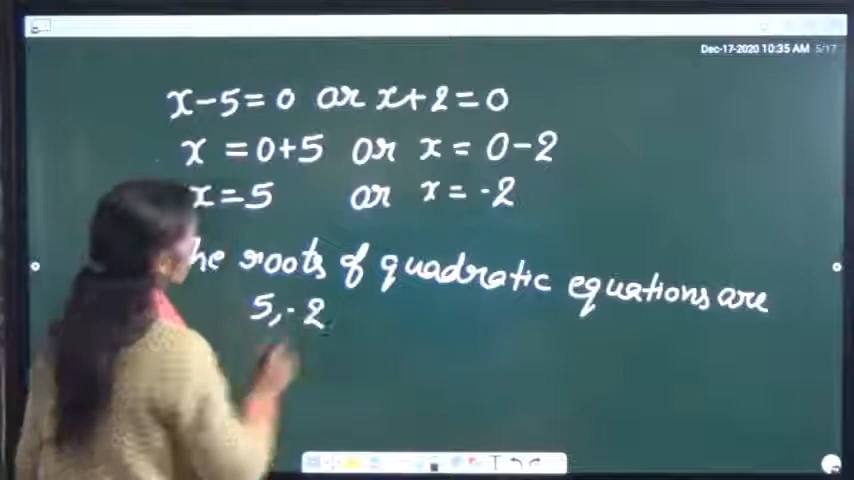 Dec-17-2020 10:35 AM 5/17
x-5=0 or x+2=0
x = 0+5 or x = 0-2
x=5 or x = -2
he roots of quadratic equations are
5,-2